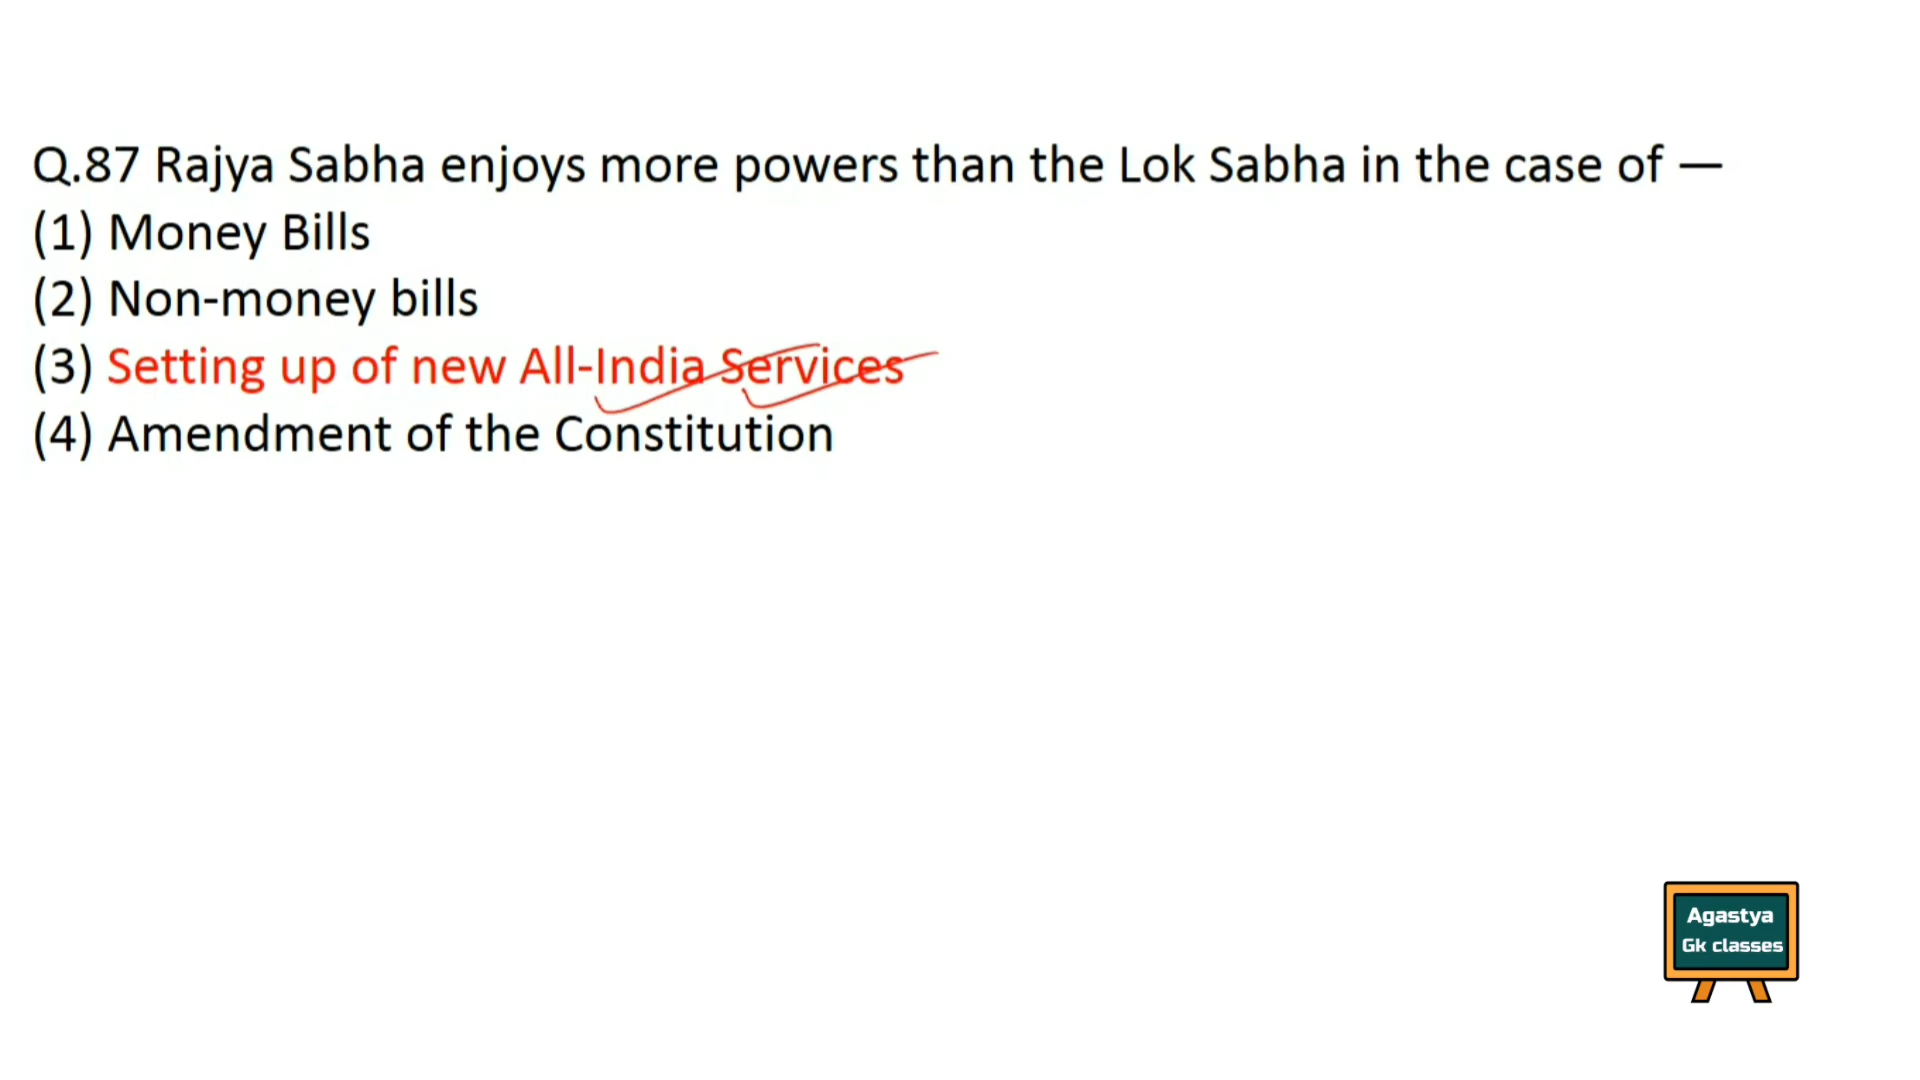 Q.87 Rajya Sabha enjoys more powers than the Lok Sabha in the case of —
(1) Money Bills
(2) Non-money bills
(3) Setting up of new All-India Services
(4) Amendment of the Constitution
Agastya
Gk classes